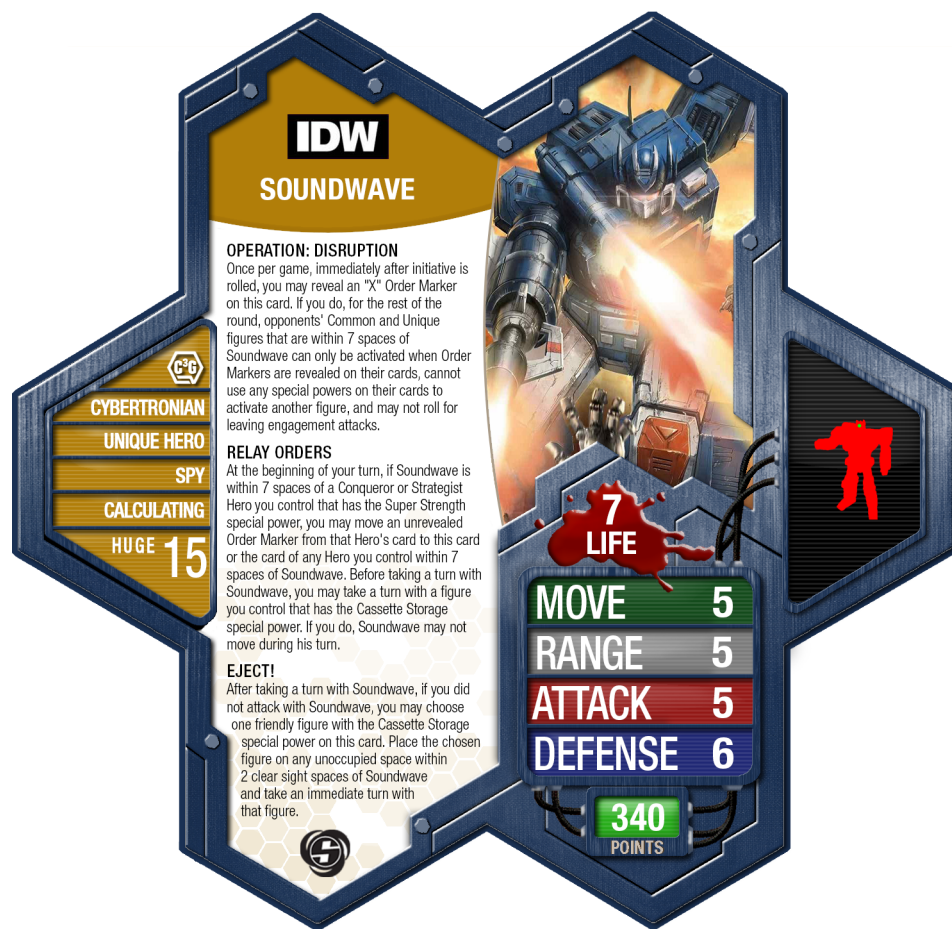 IDW
SOUNDWAVE
OPERATION: DISRUPTION
Once per game, immediately after initiative is
rolled, you may reveal an "X" Order Marker
on this card. If you do, for the rest of the
round, opponents' Common and Unique
figures that are within 7 spaces of
Soundwave can only be activated when Order
Markers are revealed on their cards, cannot
use any special powers on their cards to
activate another figure, and may not roll for
leaving engagement attacks.
RELAY ORDERS
At the beginning of your turn, if Soundwave is
within 7 spaces of a Conqueror or Strategist
Hero you control that has the Super Strength
special power, you may move an unrevealed
Order Marker from that Hero's card to this card
or the card of any Hero you control within 7
spaces of Soundwave. Before taking a turn with
Soundwave, you may take a turn with a figure
you control that has the Cassette Storage
special power. If you do, Soundwave may not
move during his turn.
EJECT!
After taking a turn with Soundwave, if you did
not attack with Soundwave, you may choose
one friendly figure with the Cassette Storage
special power on this card. Place the chosen
figure on any unoccupied space within
2 clear sight spaces of Soundwave
and take an immediate turn with
that figure.
S
C3G
CYBERTRONIAN
UNIQUE HERO
SPY
CALCULATING
HUGE 15
7
LIFE
MOVE 5
RANGE 5
ATTACK 5
DEFENSE 6
340
POINTS